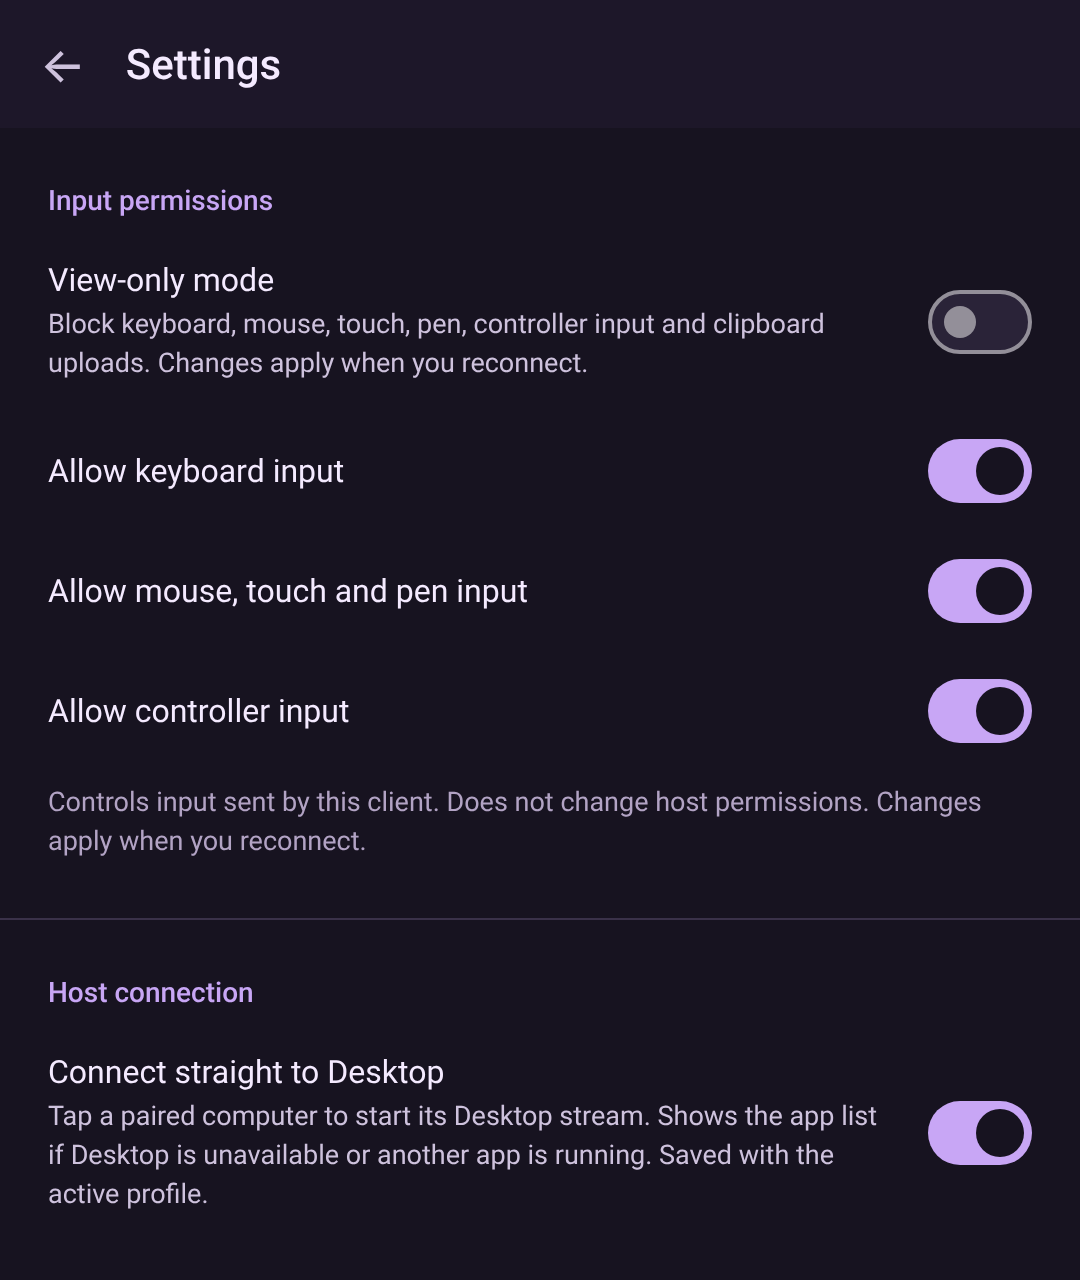 Settings
Input permissions
View-only mode
Block keyboard, mouse, touch, pen, controller input and clipboard
uploads. Changes apply when you reconnect.
Allow keyboard input
Allow mouse, touch and pen input
Allow controller input
Controls input sent by this client. Does not change host permissions. Changes
apply when you reconnect.
Host connection
Connect straight to Desktop
Tap a paired computer to start its Desktop stream. Shows the app list
if Desktop is unavailable or another app is running. Saved with the
active profile.